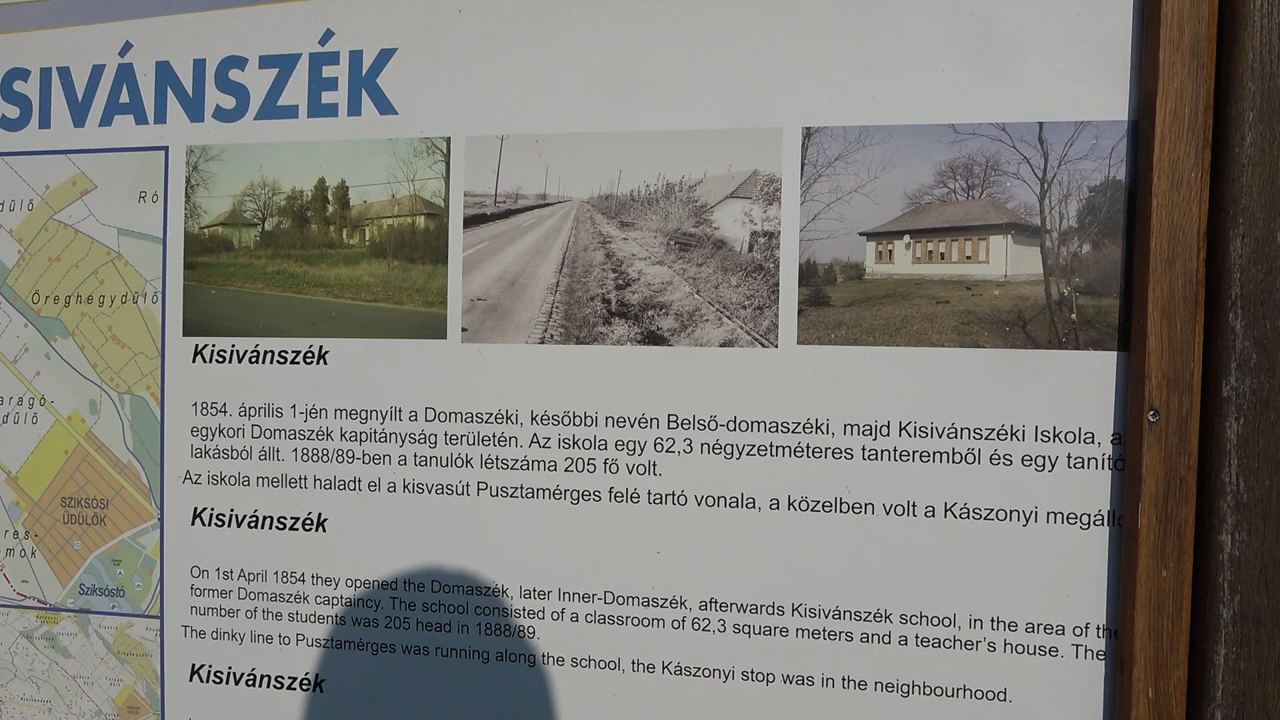 SIVÁNSZÉK
dűlő
Ró
Öreghegydűlő
aragó-
dűlő
SZIKSÓSI
ÜDÜLŐK
res-
mok
Sziksóstó
Kisivánszék
1854. április 1-jén megnyílt a Domaszéki, későbbi nevén Belső-domaszéki, majd Kisivánszéki Iskola, a
egykori Domaszék kapitányság területén. Az iskola egy 62,3 négyzetméteres tanteremből és egy tanító
lakásból állt. 1888/89-ben a tanulók létszáma 205 fő volt.
Az iskola mellett haladt el a kisvasút Pusztamérges felé tartó vonala, a közelben volt a Kászonyi megáll
Kisivánszék
On 1st April 1854 they opened the Domaszék, later Inner-Domaszék, afterwards Kisivánszék school, in the area of the
former Domaszék captaincy. The school consisted of a classroom of 62,3 square meters and a teacher's house. The
number of the students was 205 head in 1888/89.
The dinky line to Pusztamérges was running along the school, the Kászonyi stop was in the neighbourhood.
Kisivánszék